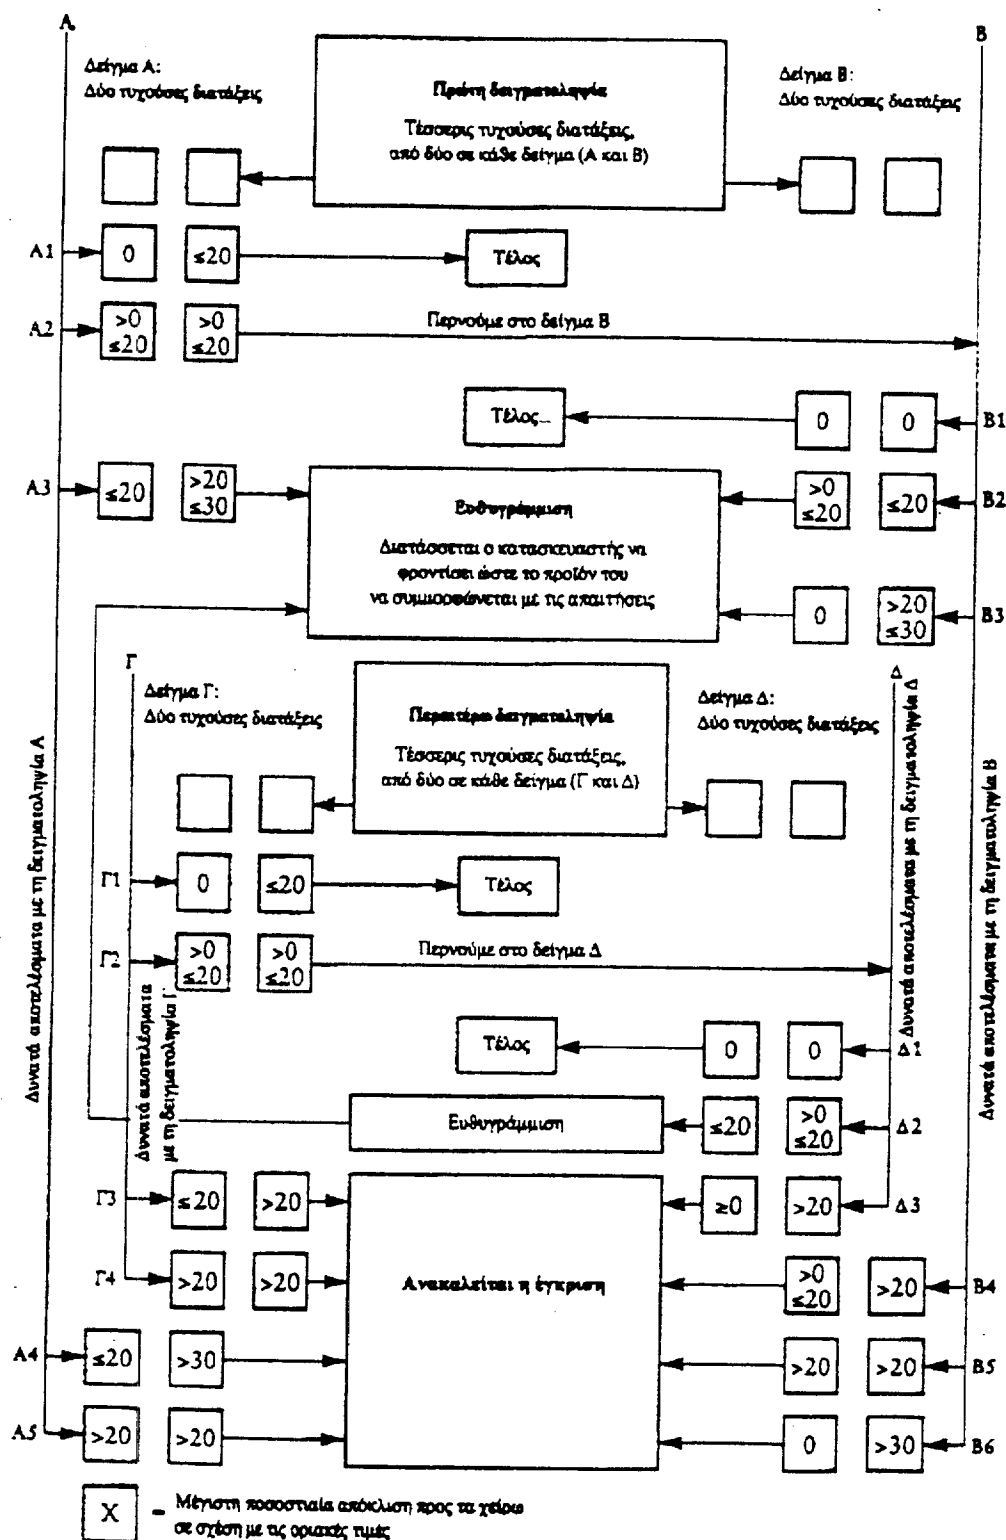 A
B
Δείγμα Α:
Δύο τυχούσες διατάξεις
Πρώτη δειγματοληψία
Τέσσερις τυχούσες διατάξεις,
από δύο σε κάθε δείγμα (Α και Β)
Δείγμα Β:
Δύο τυχούσες διατάξεις
A1 0 ≤20 Τέλος
A2 >0 ≤20 >0 ≤20 Περνούμε στο δείγμα Β
Τέλος 0 0 B1
A3 ≤20 >20 ≤30
Ευθυγράμμιση
Διατάσσεται ο κατασκευαστής να
φροντίσει ώστε το προϊόν του
να συμμορφώνεται με τις απαιτήσεις
>0 ≤20 ≤20 B2
0 >20 ≤30 B3
Γ
Δ
Δείγμα Γ:
Δύο τυχούσες διατάξεις
Περαιτέρω δειγματοληψία
Τέσσερις τυχούσες διατάξεις,
από δύο σε κάθε δείγμα (Γ και Δ)
Δείγμα Δ:
Δύο τυχούσες διατάξεις
Γ1 0 ≤20 Τέλος
Γ2 >0 ≤20 >0 ≤20 Περνούμε στο δείγμα Δ
Τέλος 0 0 Δ1
Ευθυγράμμιση ≤20 >0 ≤20 Δ2
Γ3 ≤20 >20
≥0 >20 Δ3
Γ4 >20 >20
Ανακαλείται η έγκριση
>0 ≤20 >20 B4
A4 ≤20 >30
>20 >20 B5
A5 >20 >20
0 >30 B6
Δυνατά αποτελέσματα με τη δειγματοληψία Α
Δυνατά αποτελέσματα
με τη δειγματοληψία Γ
Δυνατά αποτελέσματα με τη δειγματοληψία Δ
Δυνατά αποτελέσματα με τη δειγματοληψία Β
X = Μέγιστη ποσοστιαία απόκλιση προς τα χείρω
σε σχέση με τις οριακές τιμές